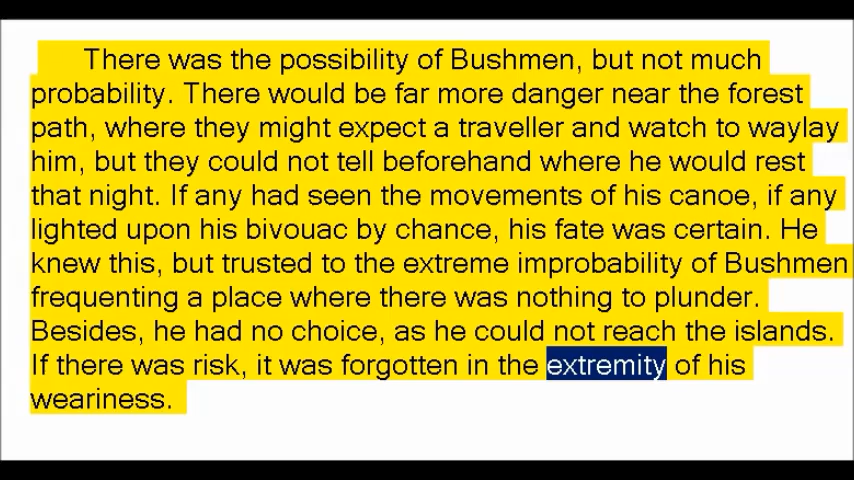 There was the possibility of Bushmen, but not much
probability. There would be far more danger near the forest
path, where they might expect a traveller and watch to waylay
him, but they could not tell beforehand where he would rest
that night. If any had seen the movements of his canoe, if any
lighted upon his bivouac by chance, his fate was certain. He
knew this, but trusted to the extreme improbability of Bushmen
frequenting a place where there was nothing to plunder.
Besides, he had no choice, as he could not reach the islands.
If there was risk, it was forgotten in the extremity of his
weariness.